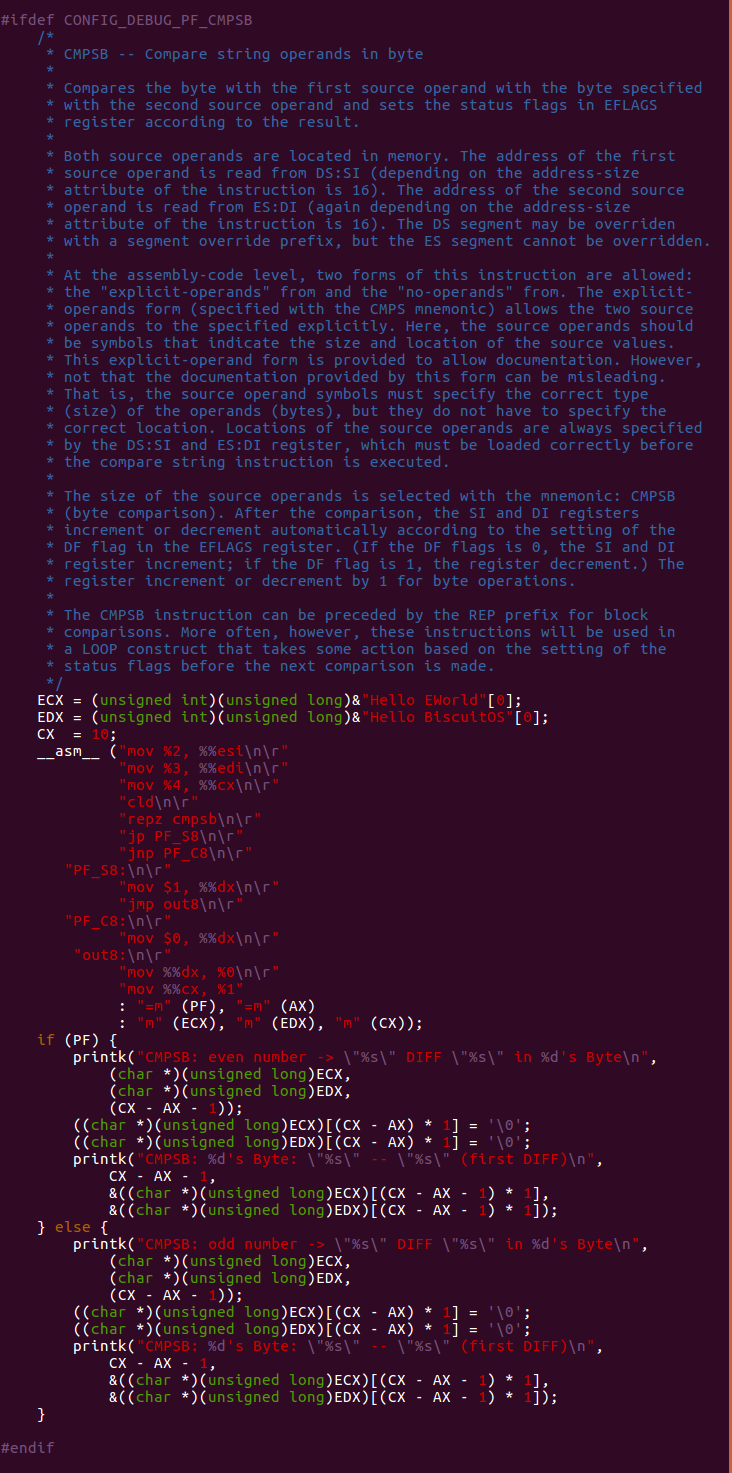 #ifdef CONFIG_DEBUG_PF_CMPSB
    /*
     * CMPSB -- Compare string operands in byte
     *
     * Compares the byte with the first source operand with the byte specified
     * with the second source operand and sets the status flags in EFLAGS
     * register according to the result.
     *
     * Both source operands are located in memory. The address of the first
     * source operand is read from DS:SI (depending on the address-size
     * attribute of the instruction is 16). The address of the second source
     * operand is read from ES:DI (again depending on the address-size
     * attribute of the instruction is 16). The DS segment may be overriden
     * with a segment override prefix, but the ES segment cannot be overridden.
     *
     * At the assembly-code level, two forms of this instruction are allowed:
     * the "explicit-operands" from and the "no-operands" from. The explicit-
     * operands form (specified with the CMPS mnemonic) allows the two source
     * operands to the specified explicitly. Here, the source operands should
     * be symbols that indicate the size and location of the source values.
     * This explicit-operand form is provided to allow documentation. However,
     * not that the documentation provided by this form can be misleading.
     * That is, the source operand symbols must specify the correct type
     * (size) of the operands (bytes), but they do not have to specify the
     * correct location. Locations of the source operands are always specified
     * by the DS:SI and ES:DI register, which must be loaded correctly before
     * the compare string instruction is executed.
     *
     * The size of the source operands is selected with the mnemonic: CMPSB
     * (byte comparison). After the comparison, the SI and DI registers
     * increment or decrement automatically according to the setting of the
     * DF flag in the EFLAGS register. (If the DF flags is 0, the SI and DI
     * register increment; if the DF flag is 1, the register decrement.) The
     * register increment or decrement by 1 for byte operations.
     *
     * The CMPSB instruction can be preceded by the REP prefix for block
     * comparisons. More often, however, these instructions will be used in
     * a LOOP construct that takes some action based on the setting of the
     * status flags before the next comparison is made.
     */
    ECX = (unsigned int)(unsigned long)&"Hello EWorld"[0];
    EDX = (unsigned int)(unsigned long)&"Hello BiscuitOS"[0];
    CX  = 10;
    __asm__ ("mov %2, %%esi\n\r"
             "mov %3, %%edi\n\r"
             "mov %4, %%cx\n\r"
             "cld\n\r"
             "repz cmpsb\n\r"
             "jp PF_S8\n\r"
             "jnp PF_C8\n\r"
       "PF_S8:\n\r"
             "mov $1, %%dx\n\r"
             "jmp out8\n\r"
       "PF_C8:\n\r"
             "mov $0, %%dx\n\r"
        "out8:\n\r"
             "mov %%dx, %0\n\r"
             "mov %%cx, %1"
             : "=m" (PF), "=m" (AX)
             : "m" (ECX), "m" (EDX), "m" (CX));
    if (PF) {
        printk("CMPSB: even number -> \"%s\" DIFF \"%s\" in %d's Byte\n",
            (char *)(unsigned long)ECX,
            (char *)(unsigned long)EDX,
            (CX - AX - 1));
        ((char *)(unsigned long)ECX)[(CX - AX) * 1] = '\0';
        ((char *)(unsigned long)EDX)[(CX - AX) * 1] = '\0';
        printk("CMPSB: %d's Byte: \"%s\" -- \"%s\" (first DIFF)\n",
            CX - AX - 1,
            &((char *)(unsigned long)ECX)[(CX - AX - 1) * 1],
            &((char *)(unsigned long)EDX)[(CX - AX - 1) * 1]);
    } else {
        printk("CMPSB: odd number -> \"%s\" DIFF \"%s\" in %d's Byte\n",
            (char *)(unsigned long)ECX,
            (char *)(unsigned long)EDX,
            (CX - AX - 1));
        ((char *)(unsigned long)ECX)[(CX - AX) * 1] = '\0';
        ((char *)(unsigned long)EDX)[(CX - AX) * 1] = '\0';
        printk("CMPSB: %d's Byte: \"%s\" -- \"%s\" (first DIFF)\n",
            CX - AX - 1,
            &((char *)(unsigned long)ECX)[(CX - AX - 1) * 1],
            &((char *)(unsigned long)EDX)[(CX - AX - 1) * 1]);
    }

#endif